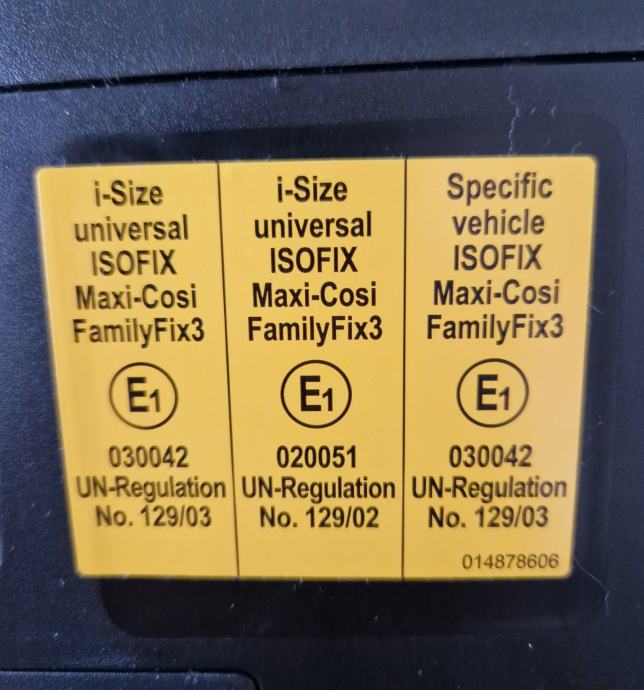 i-Size
universal
ISOFIX
Maxi-Cosi
FamilyFix3
E1
030042
UN-Regulation
No. 129/03
i-Size
universal
ISOFIX
Maxi-Cosi
FamilyFix3
E1
020051
UN-Regulation
No. 129/02
Specific
vehicle
ISOFIX
Maxi-Cosi
FamilyFix3
E1
030042
UN-Regulation
No. 129/03
014878606